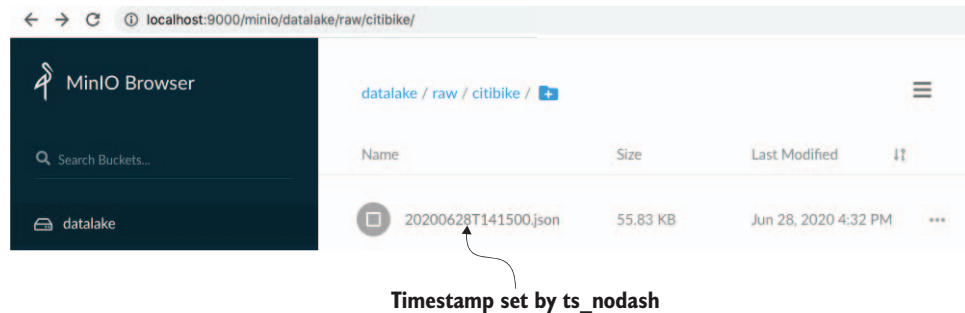 localhost:9000/minio/datalake/raw/citibike/
MinIO Browser
datalake / raw / citibike /
Search Buckets...
Name Size Last Modified
datalake
20200628T141500.json 55.83 KB Jun 28, 2020 4:32 PM
Timestamp set by ts_nodash